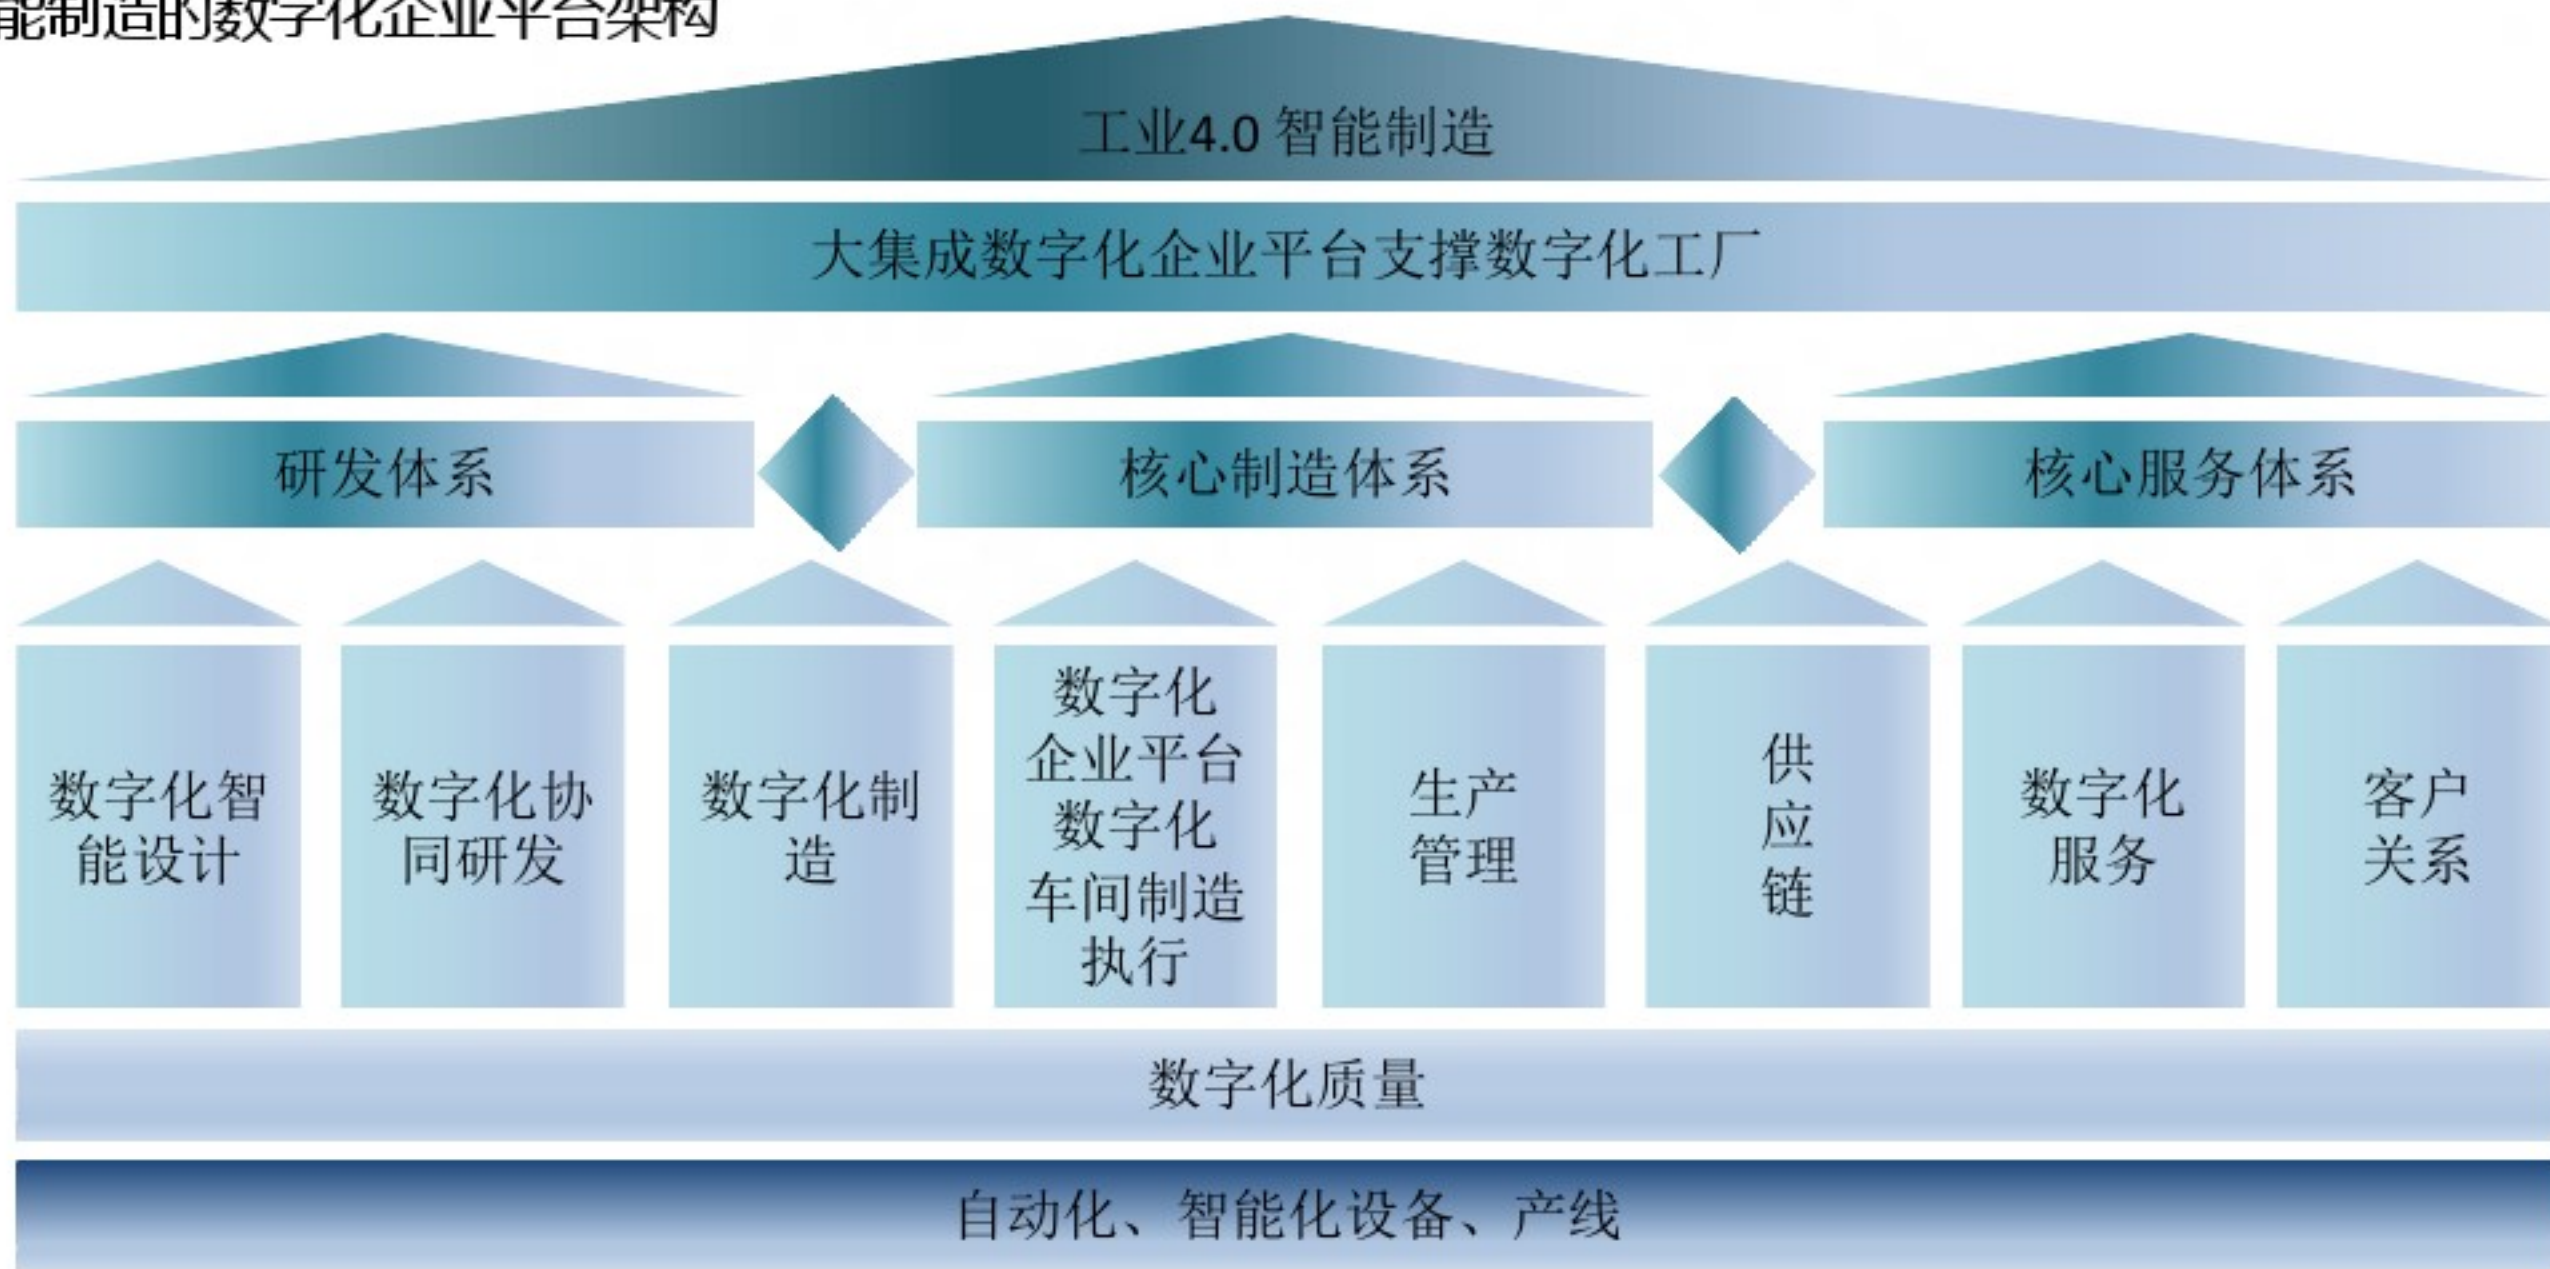 能制造的数字化企业平台架构
工业4.0 智能制造
大集成数字化企业平台支撑数字化工厂
研发体系
核心制造体系
核心服务体系
数字化智
能设计
数字化协
同研发
数字化制
造
数字化
企业平台
数字化
车间制造
执行
生产
管理
供
应
链
数字化
服务
客户
关系
数字化质量
自动化、智能化设备、产线